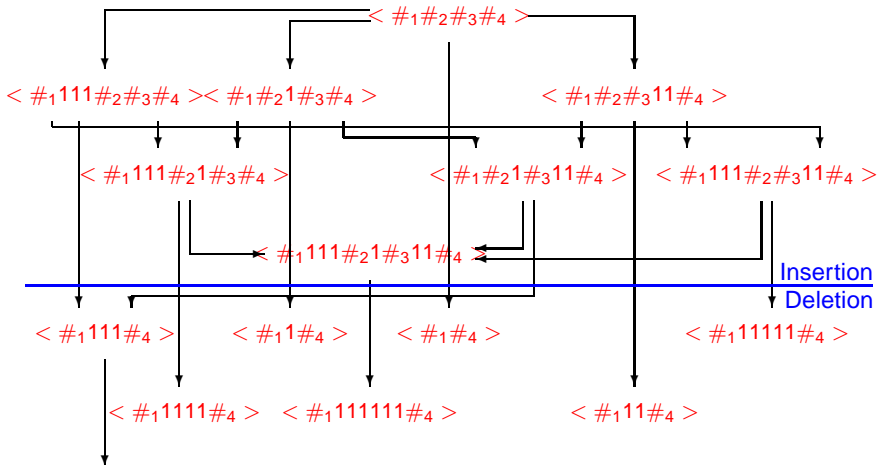 < #₁#₂#₃#₄ >
< #₁111#₂#₃#₄ > < #₁#₂1#₃#₄ > < #₁#₂#₃11#₄ >
< #₁111#₂1#₃#₄ > < #₁#₂1#₃11#₄ > < #₁111#₂#₃11#₄ >
< #₁111#₂1#₃11#₄ >
Insertion
Deletion
< #₁111#₄ > < #₁1#₄ > < #₁#₄ > < #₁11111#₄ >
< #₁1111#₄ > < #₁111111#₄ > < #₁11#₄ >